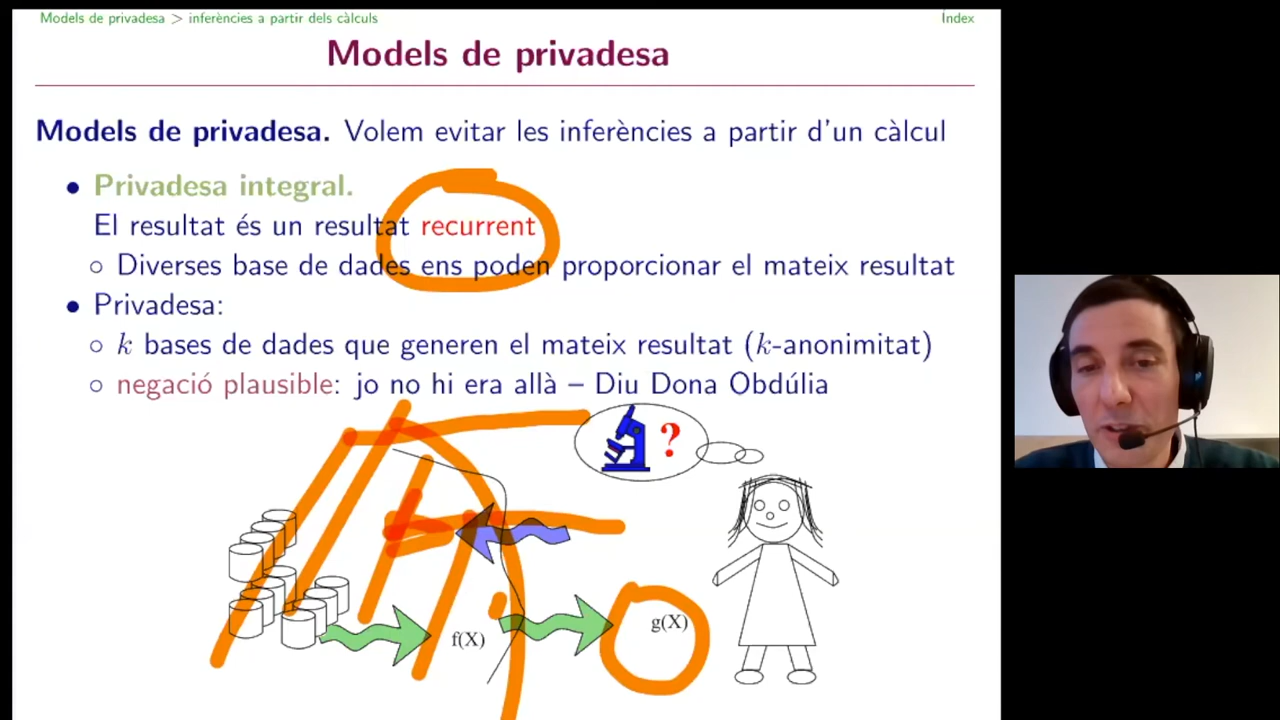 Models de privadesa > inferències a partir dels càlculs
Índex
Models de privadesa
Models de privadesa. Volem evitar les inferències a partir d'un càlcul
• Privadesa integral.
El resultat és un resultat recurrent
○ Diverses base de dades ens poden proporcionar el mateix resultat
• Privadesa:
○ k bases de dades que generen el mateix resultat (k-anonimitat)
○ negació plausible: jo no hi era allà – Diu Dona Obdúlia
?
f(X)
g(X)